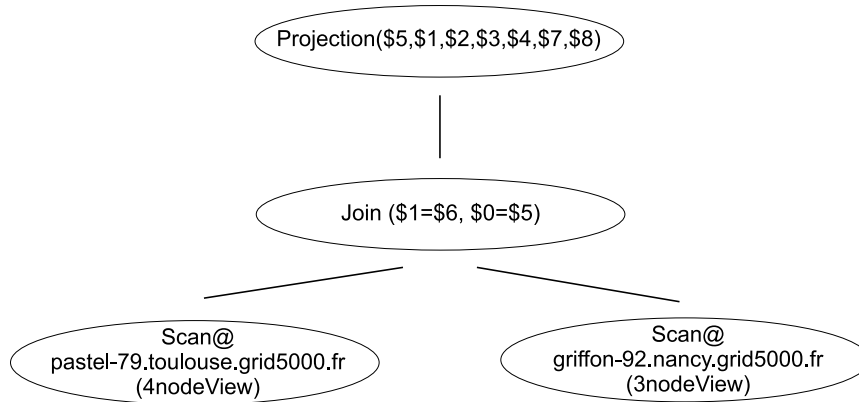 Projection($5,$1,$2,$3,$4,$7,$8)
Join ($1=$6, $0=$5)
Scan@
pastel-79.toulouse.grid5000.fr
(4nodeView)
Scan@
griffon-92.nancy.grid5000.fr
(3nodeView)